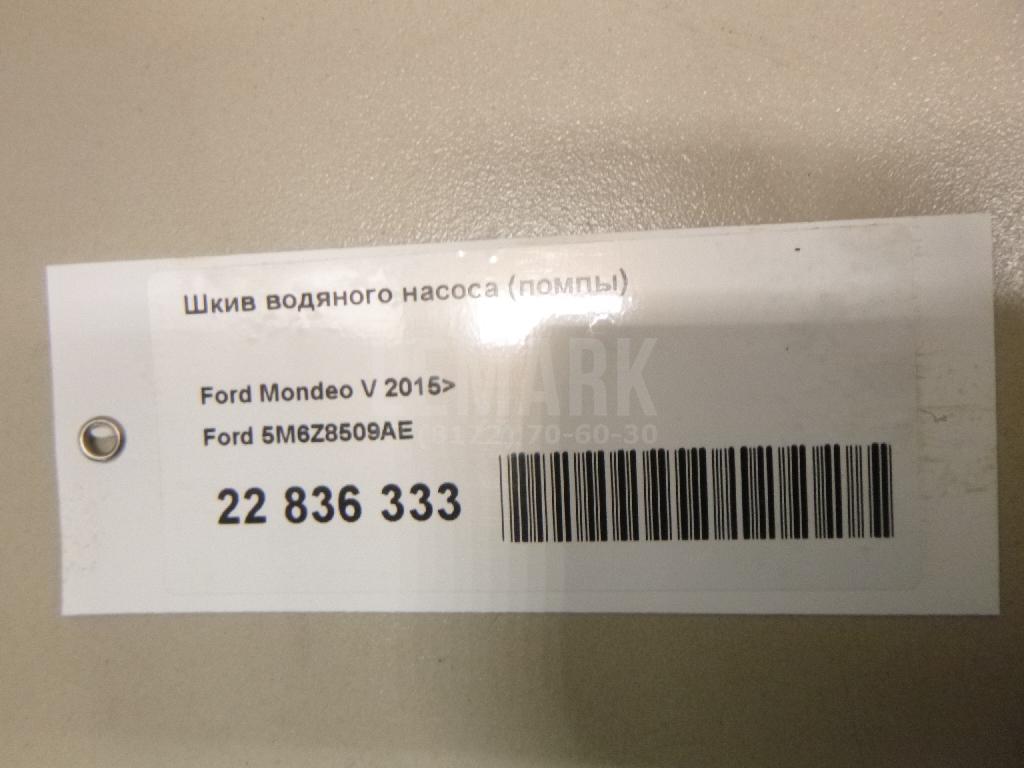 Шкив водяного насоса (помпы)
Ford Mondeo V 2015>
Ford 5M6Z8509AE
22 836 333